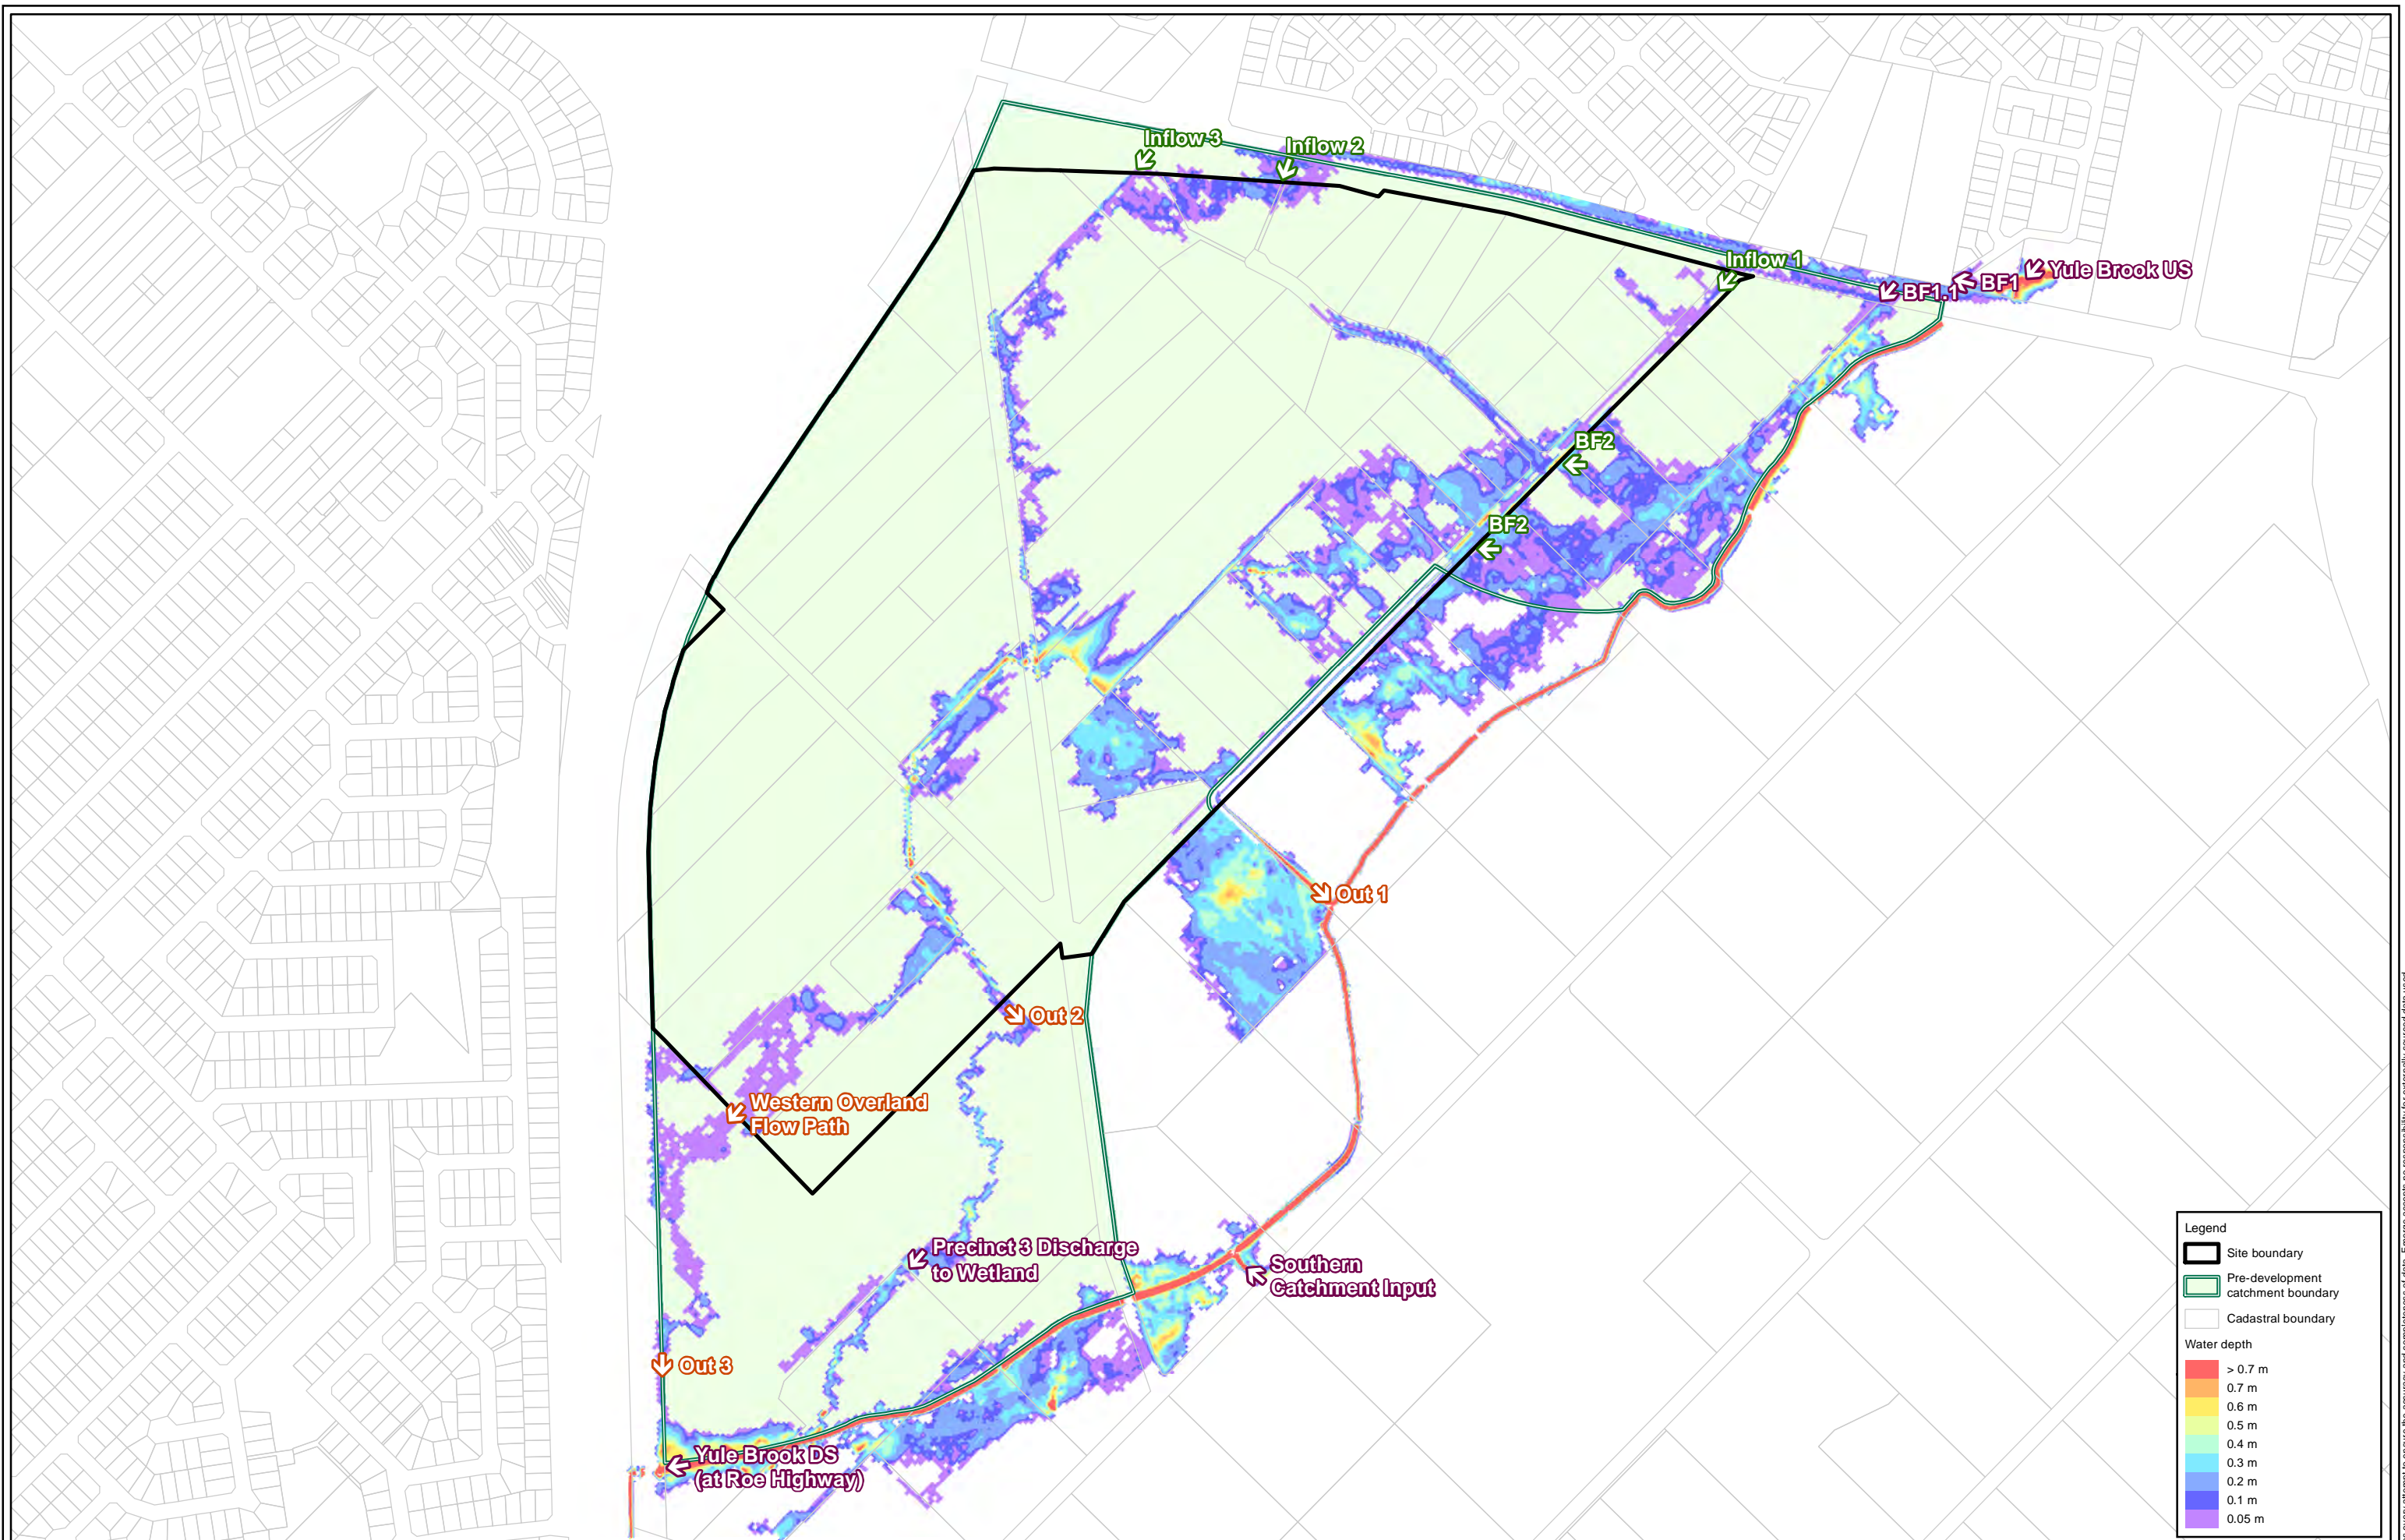 Inflow 3
Inflow 2
Inflow 1
Yule Brook US
BF1
BF1.1
BF2
BF2
Out 1
Out 2
Western Overland
Flow Path
Precinct 3 Discharge
to Wetland
Southern
Catchment Input
Out 3
Yule Brook DS
(at Roe Highway)
Legend
Site boundary
Pre-development
catchment boundary
Cadastral boundary
Water depth
> 0.7 m
0.7 m
0.6 m
0.5 m
0.4 m
0.3 m
0.2 m
0.1 m
0.05 m